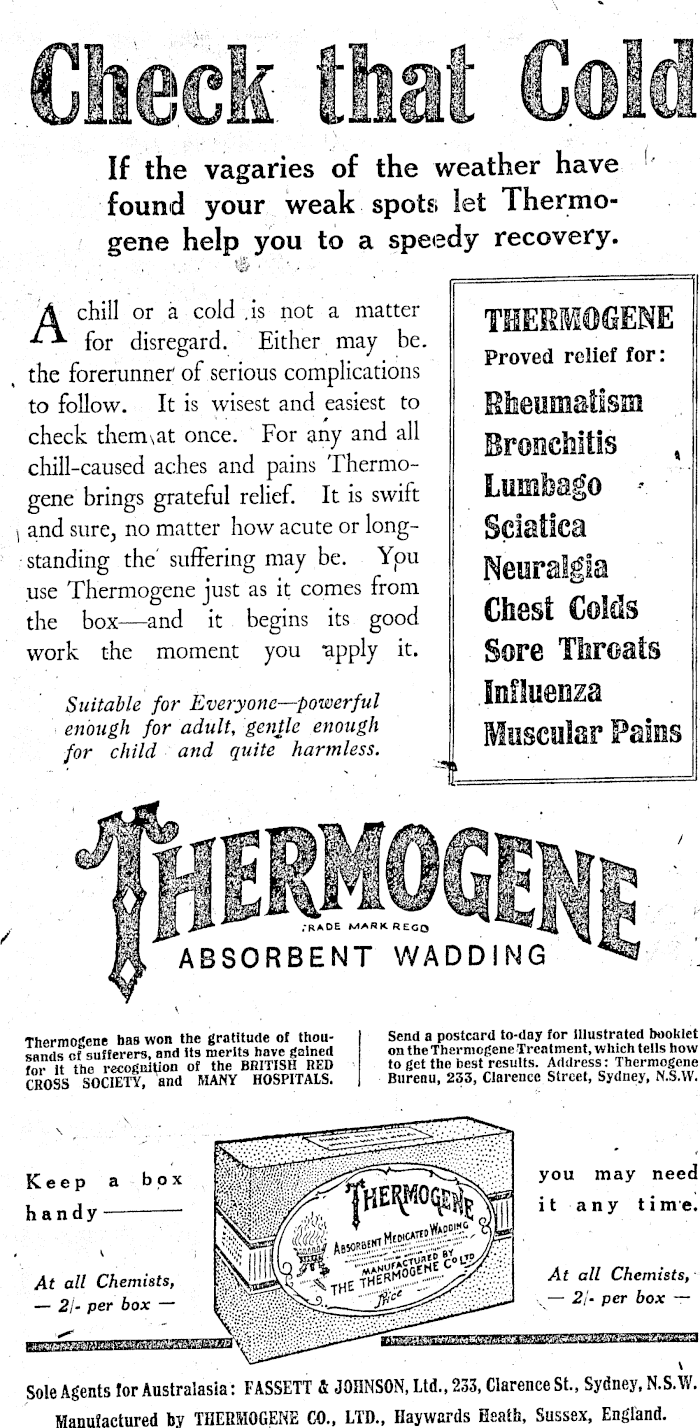 Check that Cold
If the vagaries of the weather have
found your weak spots let Thermo-
gene help you to a speedy recovery.
A chill or a cold is not a matter
for disregard. Either may be
the forerunner of serious complications
to follow. It is wisest and easiest to
check them at once. For any and all
chill-caused aches and pains Thermo-
gene brings grateful relief. It is swift
and sure, no matter how acute or long-
standing the suffering may be. You
use Thermogene just as it comes from
the box—and it begins its good
work the moment you apply it.
Suitable for Everyone—powerful
enough for adult, gentle enough
for child and quite harmless.
THERMOGENE
Proved relief for:
Rheumatism
Bronchitis
Lumbago
Sciatica
Neuralgia
Chest Colds
Sore Throats
Influenza
Muscular Pains
THERMOGENE
TRADE MARK REGD
ABSORBENT WADDING
Thermogene has won the gratitude of thou-
sands of sufferers, and its merits have gained
for it the recognition of the BRITISH RED
CROSS SOCIETY, and MANY HOSPITALS.
Send a postcard to-day for illustrated booklet
on the Thermogene Treatment, which tells how
to get the best results. Address: Thermogene
Bureau, 233, Clarence Street, Sydney, N.S.W.
Keep a box
handy—
THERMOGENE
ABSORBENT MEDICATED WADDING
MANUFACTURED BY
THE THERMOGENE CO LTD
Price
you may need
it any time.
At all Chemists,
— 2/- per box —
At all Chemists,
— 2/- per box —
Sole Agents for Australasia: FASSETT & JOHNSON, Ltd., 233, Clarence St., Sydney, N.S.W.
Manufactured by THERMOGENE CO., LTD., Haywards Heath, Sussex, England.